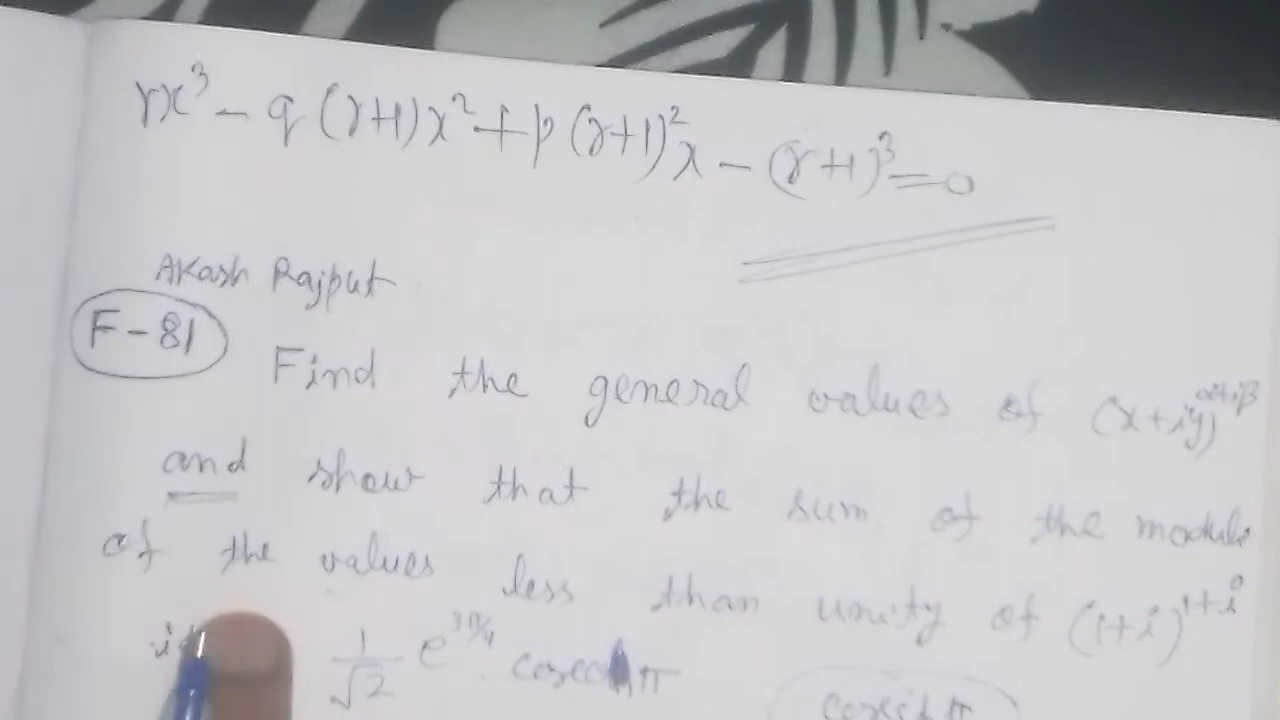 rx³ - q(r+1)x² + p(r+1)²x - (r+1)³ = 0
Akash Rajput
F-81
Find the general values of (x+iy)^(α+iβ)
and show that the sum of the moduli
of the values less than unity of (1+i)^(1+i)
is 1/√2 e^(3π/4) cosech π
cosech π